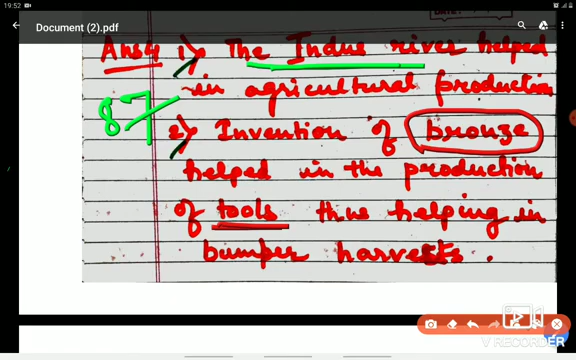 19:52
Document (2).pdf
Ans4 1) The Indus river helped
in agricultural production
87
2) Invention of bronze
helped in the production
of tools thus helping in
bumper harvests.
V RECORDER